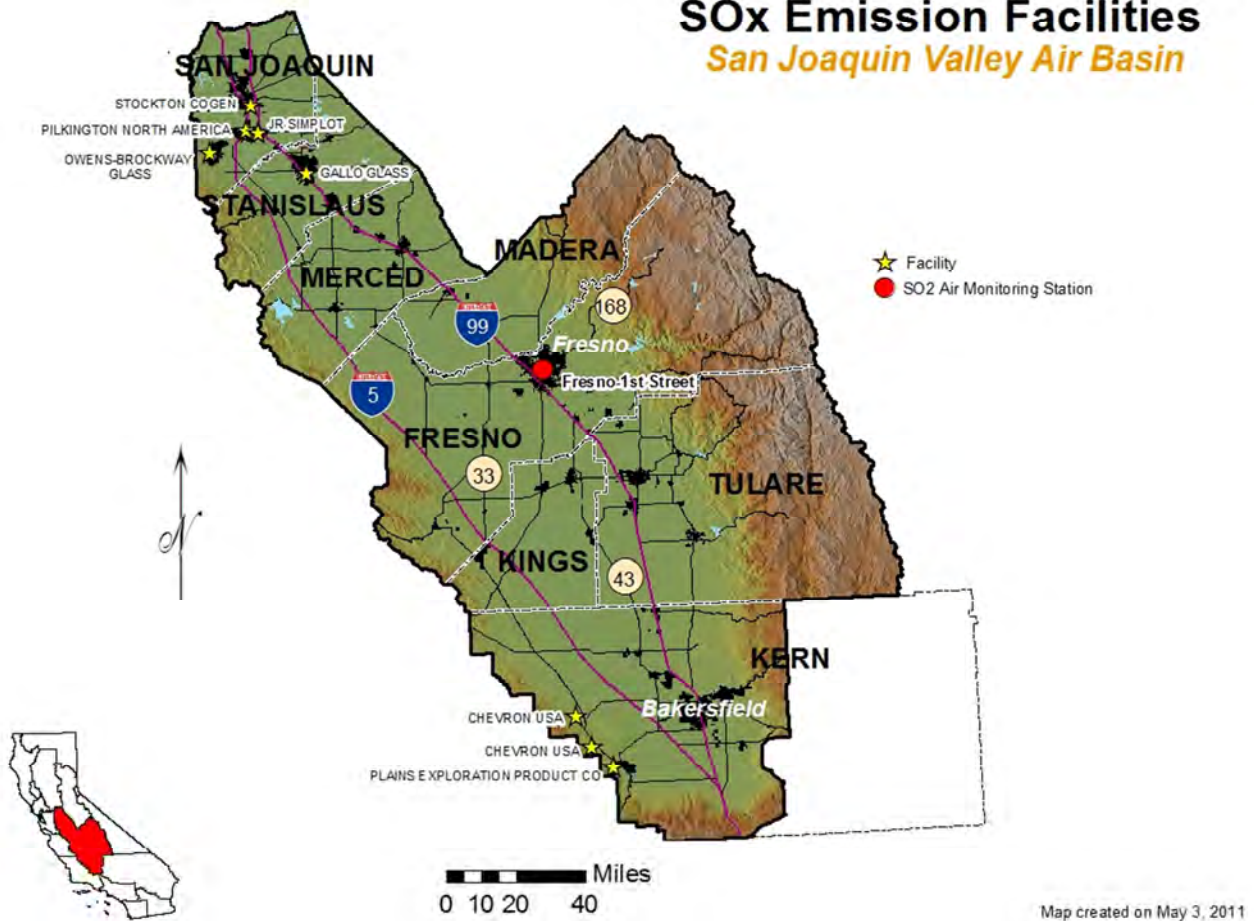 SOx Emission Facilities
San Joaquin Valley Air Basin
SAN JOAQUIN
STOCKTON COGEN
PILKINGTON NORTH AMERICA
JR SIMPLOT
OWENS-BROCKWAY
GLASS
GALLO GLASS
STANISLAUS
MADERA
MERCED
Facility
SO2 Air Monitoring Station
168
99
Fresno
Fresno-1st Street
5
FRESNO
33
TULARE
N
KINGS
43
KERN
Bakersfield
CHEVRON USA
CHEVRON USA
PLAINS EXPLORATION PRODUCT CO
Miles
0 10 20 40
Map created on May 3, 2011